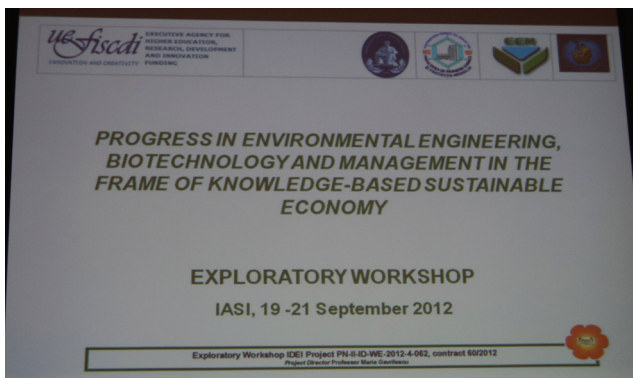 uefiscdi
EXECUTIVE AGENCY FOR
HIGHER EDUCATION,
RESEARCH, DEVELOPMENT
AND INNOVATION
FUNDING
INNOVATION AND CREATIVITY
EEM
PROGRESS IN ENVIRONMENTAL ENGINEERING,
BIOTECHNOLOGY AND MANAGEMENT IN THE
FRAME OF KNOWLEDGE-BASED SUSTAINABLE
ECONOMY
EXPLORATORY WORKSHOP
IASI, 19 -21 September 2012
Exploratory Workshop IDEI Project PN-II-ID-WE-2012-4-062, contract 60/2012
Project Director Professor Maria Gavrilescu